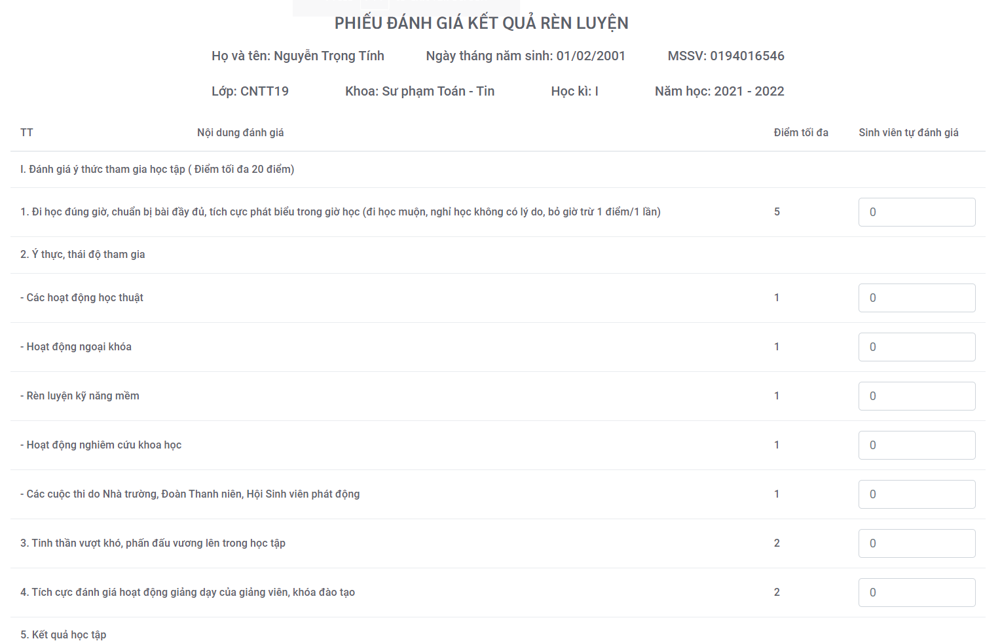 PHIẾU ĐÁNH GIÁ KẾT QUẢ RÈN LUYỆN
Họ và tên: Nguyễn Trọng Tính Ngày tháng năm sinh: 01/02/2001 MSSV: 0194016546
Lớp: CNTT19 Khoa: Sư phạm Toán - Tin Học kì: I Năm học: 2021 - 2022
TT Nội dung đánh giá Điểm tối đa Sinh viên tự đánh giá
I. Đánh giá ý thức tham gia học tập ( Điểm tối đa 20 điểm)
1. Đi học đúng giờ, chuẩn bị bài đầy đủ, tích cực phát biểu trong giờ học (đi học muộn, nghỉ học không có lý do, bỏ giờ trừ 1 điểm/1 lần) 5 0
2. Ý thực, thái độ tham gia
- Các hoạt động học thuật 1 0
- Hoạt động ngoại khóa 1 0
- Rèn luyện kỹ năng mềm 1 0
- Hoạt động nghiêm cứu khoa học 1 0
- Các cuộc thi do Nhà trường, Đoàn Thanh niên, Hội Sinh viên phát động 1 0
3. Tinh thần vượt khó, phấn đấu vương lên trong học tập 2 0
4. Tích cực đánh giá hoạt động giảng dạy của giảng viên, khóa đào tạo 2 0
5. Kết quả học tập